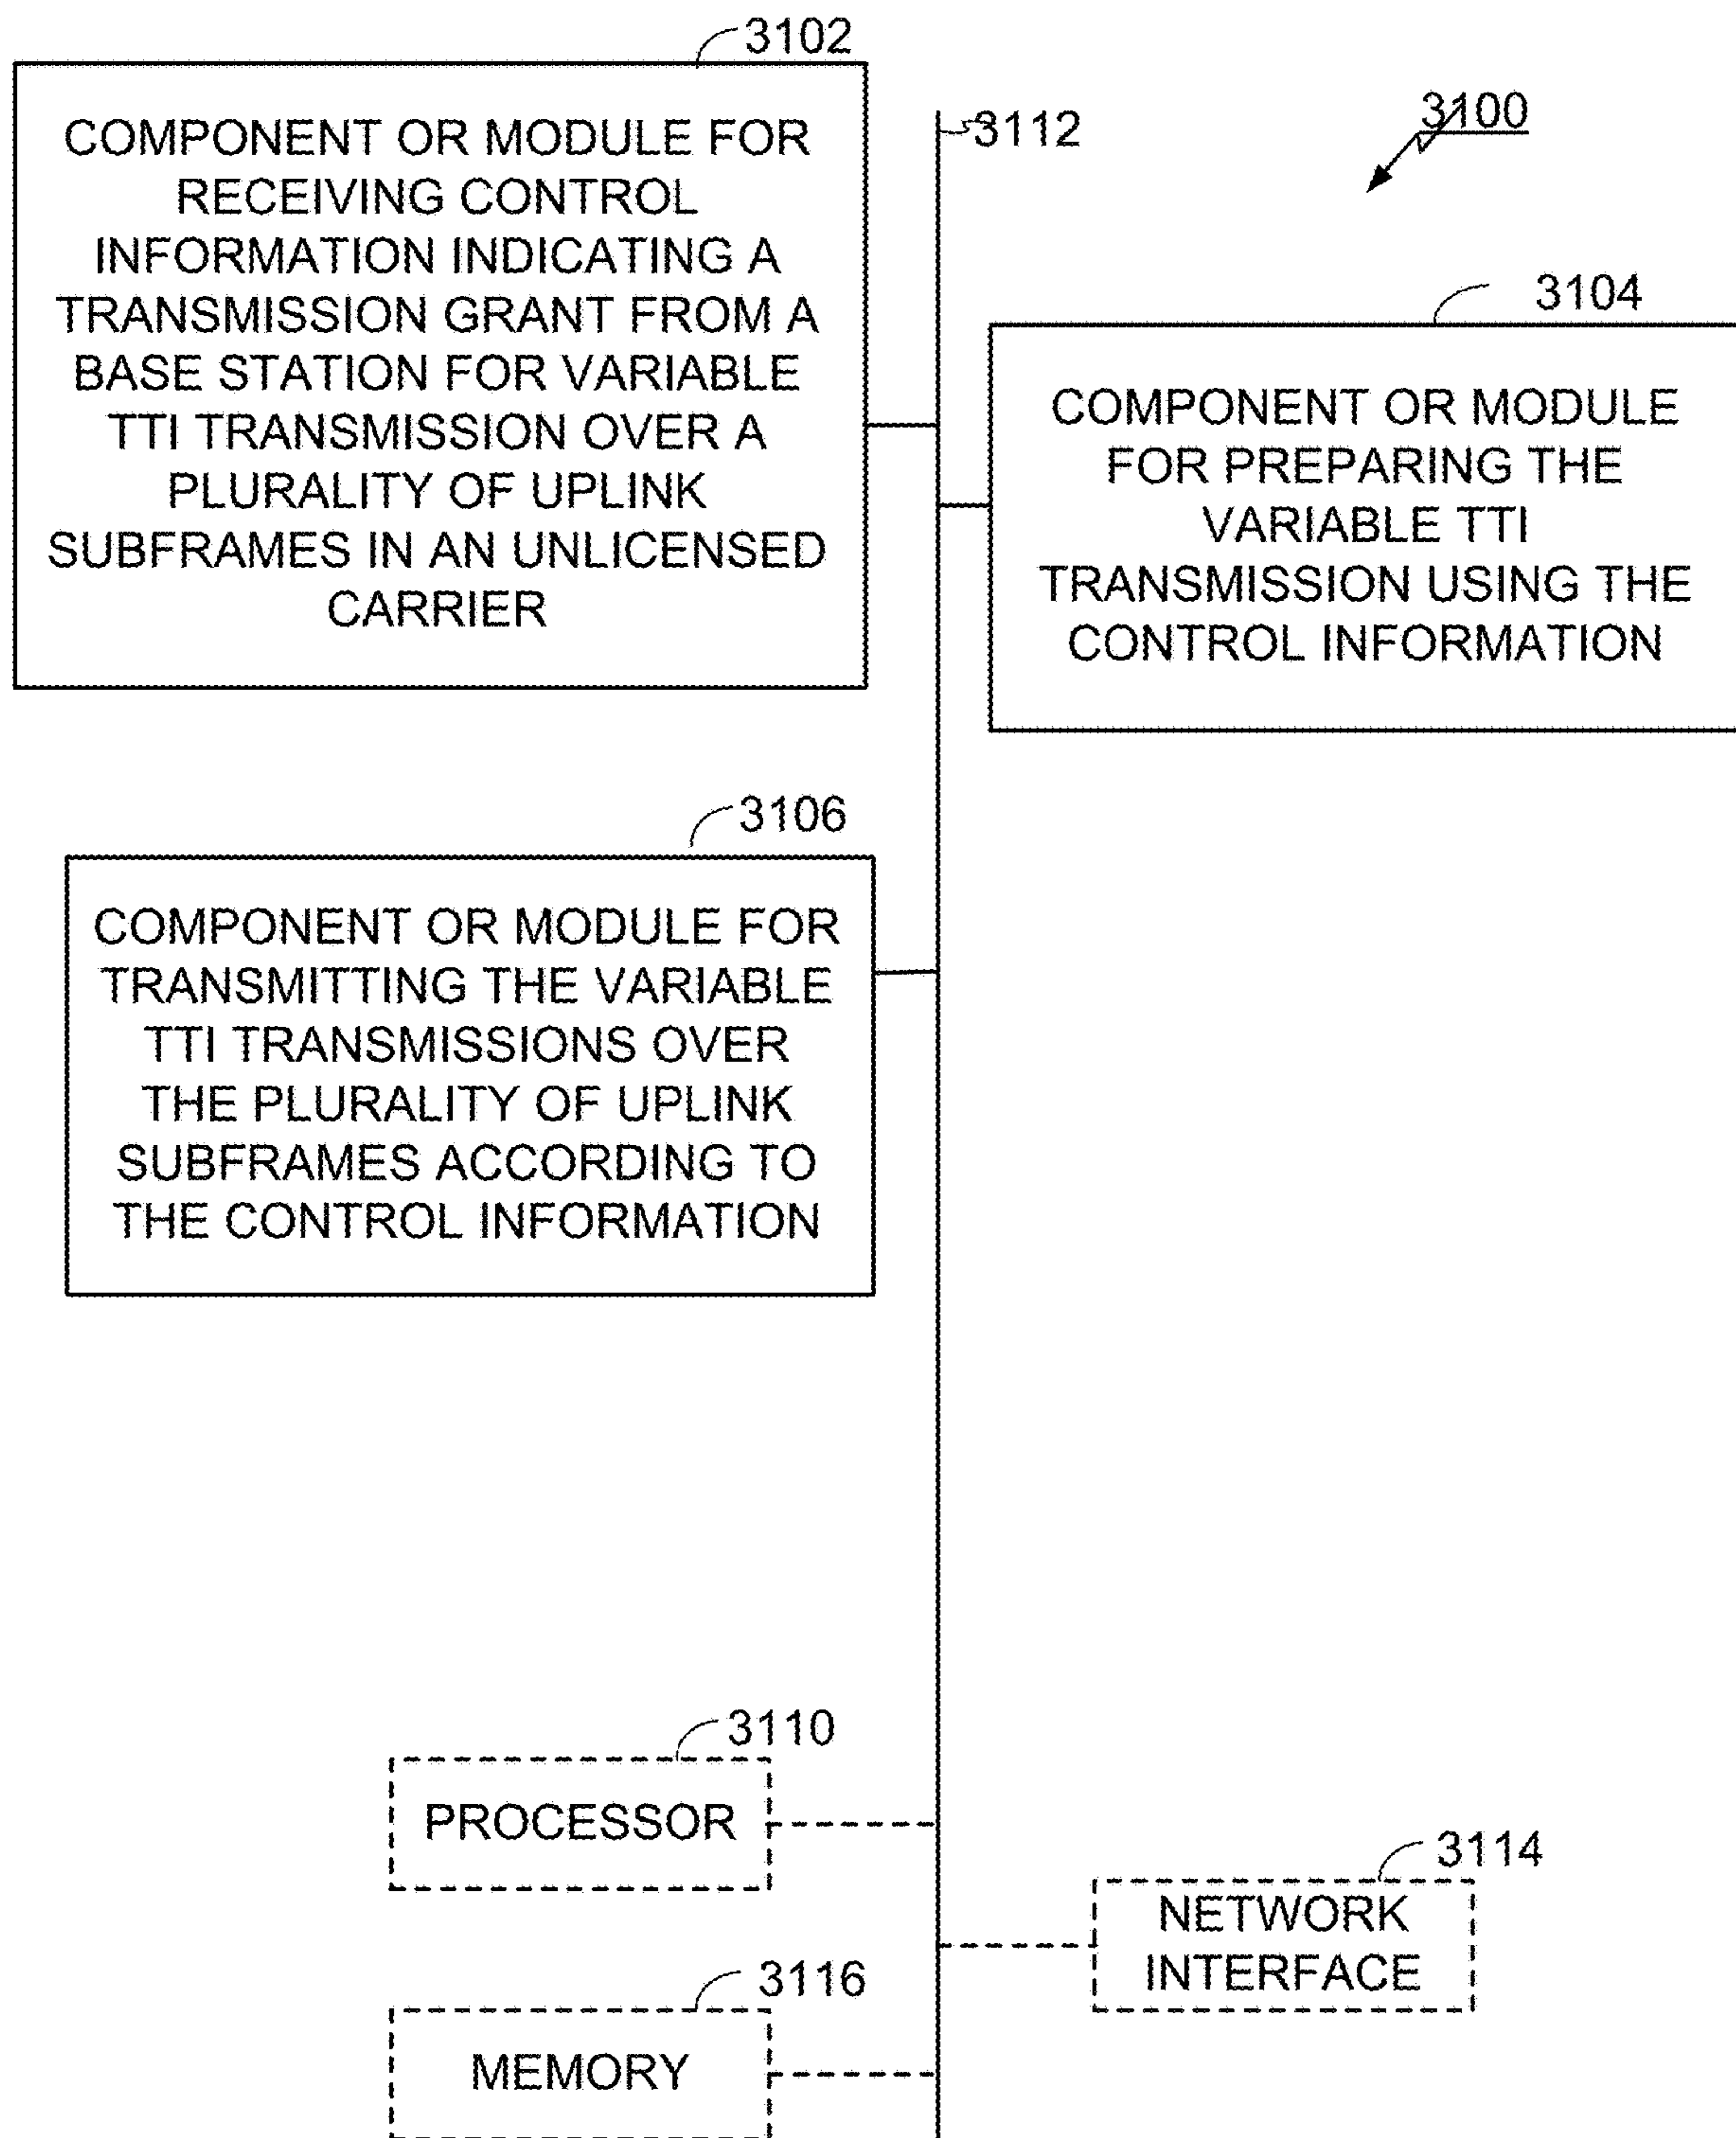 3102
COMPONENT OR MODULE FOR
RECEIVING CONTROL
INFORMATION INDICATING A
TRANSMISSION GRANT FROM A
BASE STATION FOR VARIABLE
TTI TRANSMISSION OVER A
PLURALITY OF UPLINK
SUBFRAMES IN AN UNLICENSED
CARRIER
3112
3100
3104
COMPONENT OR MODULE
FOR PREPARING THE
VARIABLE TTI
TRANSMISSION USING THE
CONTROL INFORMATION
3106
COMPONENT OR MODULE FOR
TRANSMITTING THE VARIABLE
TTI TRANSMISSIONS OVER
THE PLURALITY OF UPLINK
SUBFRAMES ACCORDING TO
THE CONTROL INFORMATION
3110
PROCESSOR
3114
NETWORK
INTERFACE
3116
MEMORY